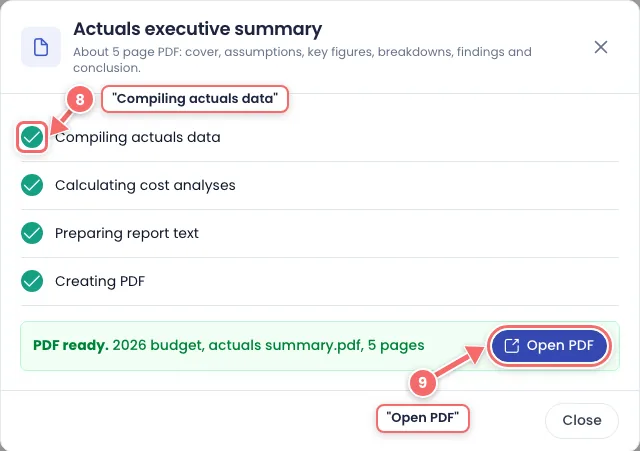 Actuals executive summary
About 5 page PDF: cover, assumptions, key figures, breakdowns, findings and
conclusion.
8
"Compiling actuals data"
Compiling actuals data
Calculating cost analyses
Preparing report text
Creating PDF
PDF ready. 2026 budget, actuals summary.pdf, 5 pages
Open PDF
9
"Open PDF"
Close